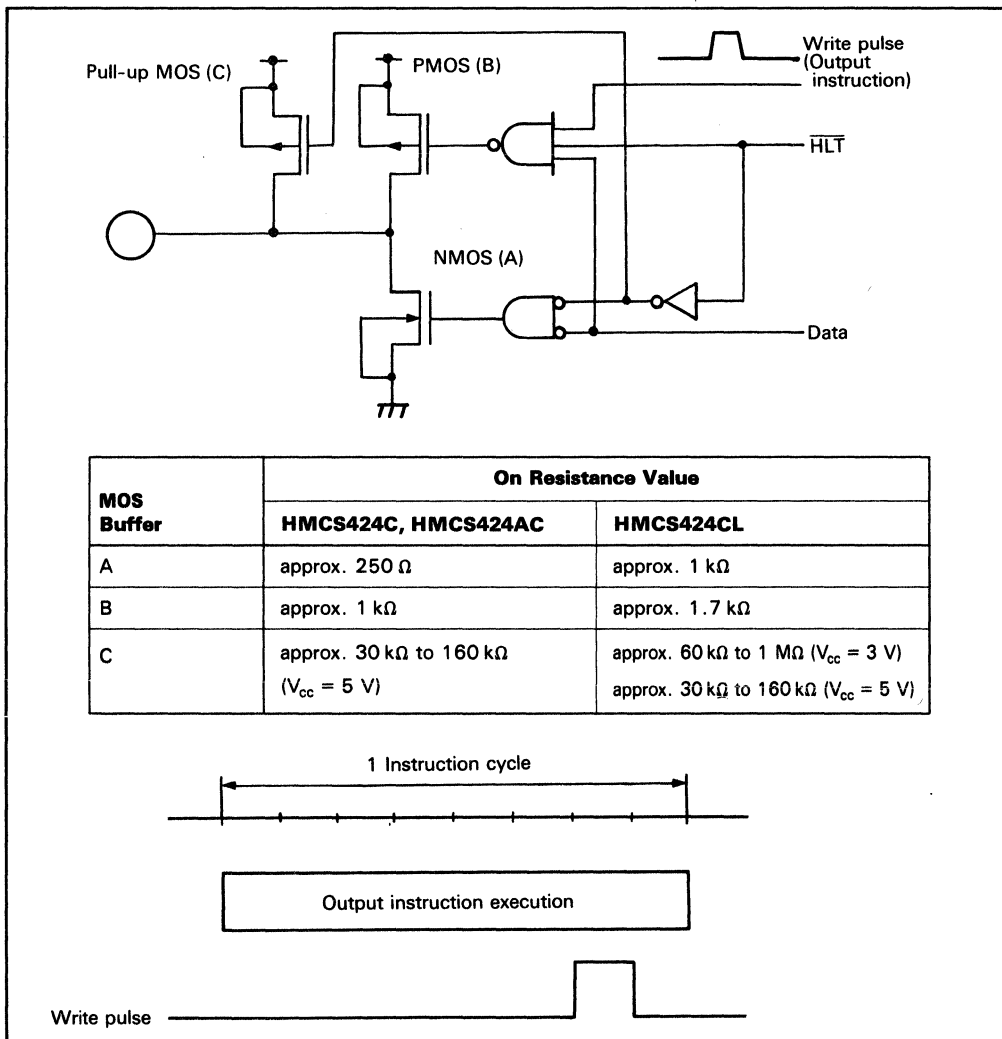 Write pulse
(Output
instruction)
Pull-up MOS (C)
PMOS (B)
HLT
NMOS (A)
Data
MOS
Buffer
On Resistance Value
HMCS424C, HMCS424AC
HMCS424CL
A
approx. 250 Ω
approx. 1 kΩ
B
approx. 1 kΩ
approx. 1.7 kΩ
C
approx. 30 kΩ to 160 kΩ
(Vcc = 5 V)
approx. 60 kΩ to 1 MΩ (Vcc = 3 V)
approx. 30 kΩ to 160 kΩ (Vcc = 5 V)
1 Instruction cycle
Output instruction execution
Write pulse